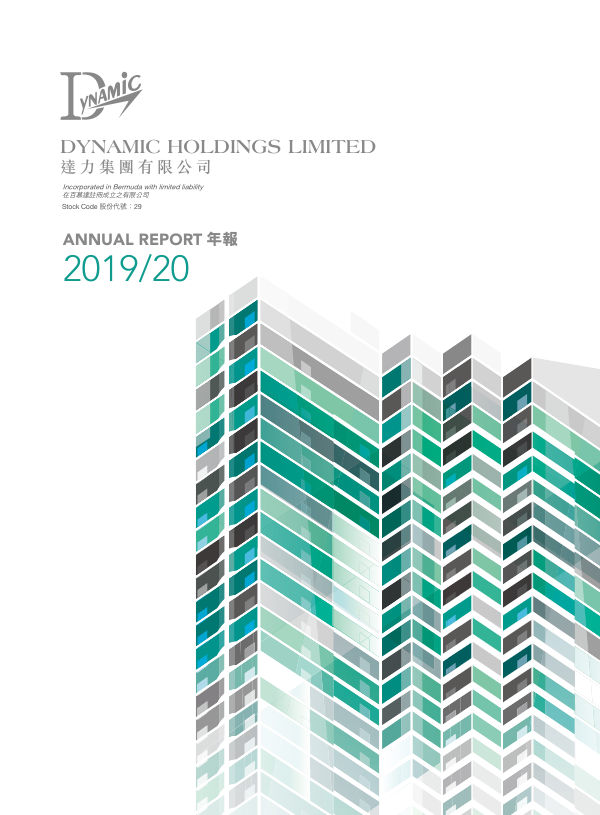 DYNAMIC
DYNAMIC HOLDINGS LIMITED
達力集團有限公司
Incorporated in Bermuda with limited liability
在百慕達註冊成立之有限公司
Stock Code 股份代號：29
ANNUAL REPORT 年報
2019/20